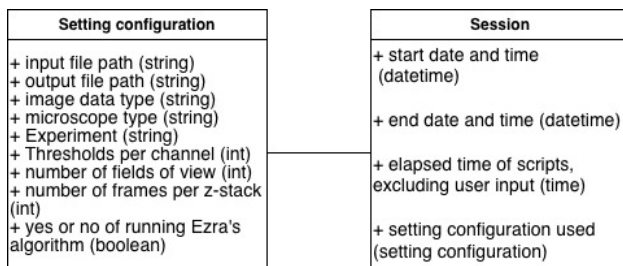 Setting configuration
+ input file path (string)
+ output file path (string)
+ image data type (string)
+ microscope type (string)
+ Experiment (string)
+ Thresholds per channel (int)
+ number of fields of view (int)
+ number of frames per z-stack
(int)
+ yes or no of running Ezra's
algorithm (boolean)
Session
+ start date and time
(datetime)
+ end date and time (datetime)
+ elapsed time of scripts,
excluding user input (time)
+ setting configuration used
(setting configuration)